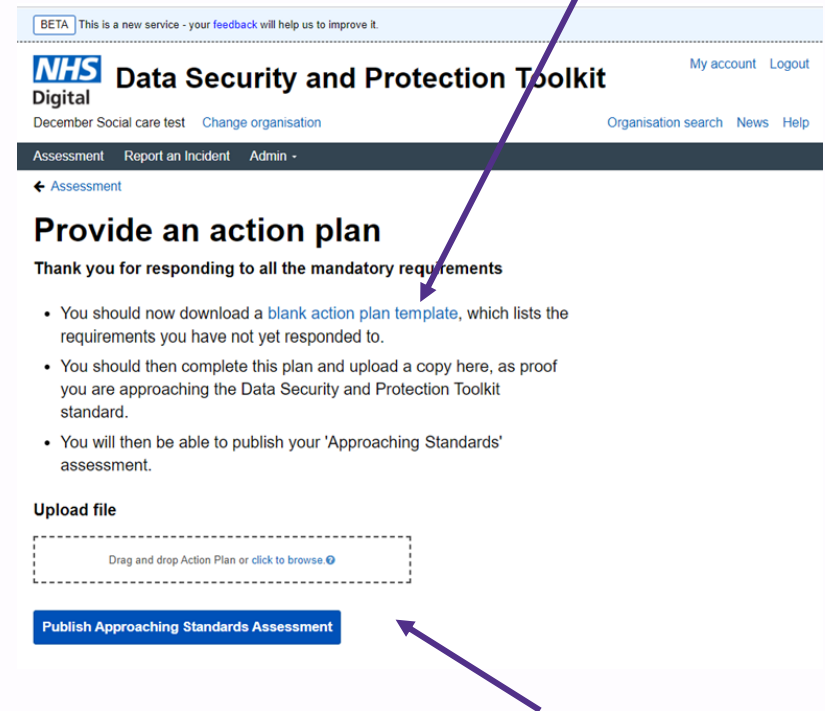 BETA This is a new service - your feedback will help us to improve it.
NHS
Digital
Data Security and Protection Toolkit
My account Logout
December Social care test Change organisation
Organisation search News Help
Assessment Report an Incident Admin -
← Assessment
Provide an action plan
Thank you for responding to all the mandatory requirements
• You should now download a blank action plan template, which lists the
requirements you have not yet responded to.
• You should then complete this plan and upload a copy here, as proof
you are approaching the Data Security and Protection Toolkit
standard.
• You will then be able to publish your 'Approaching Standards'
assessment.
Upload file
Drag and drop Action Plan or click to browse.?
Publish Approaching Standards Assessment